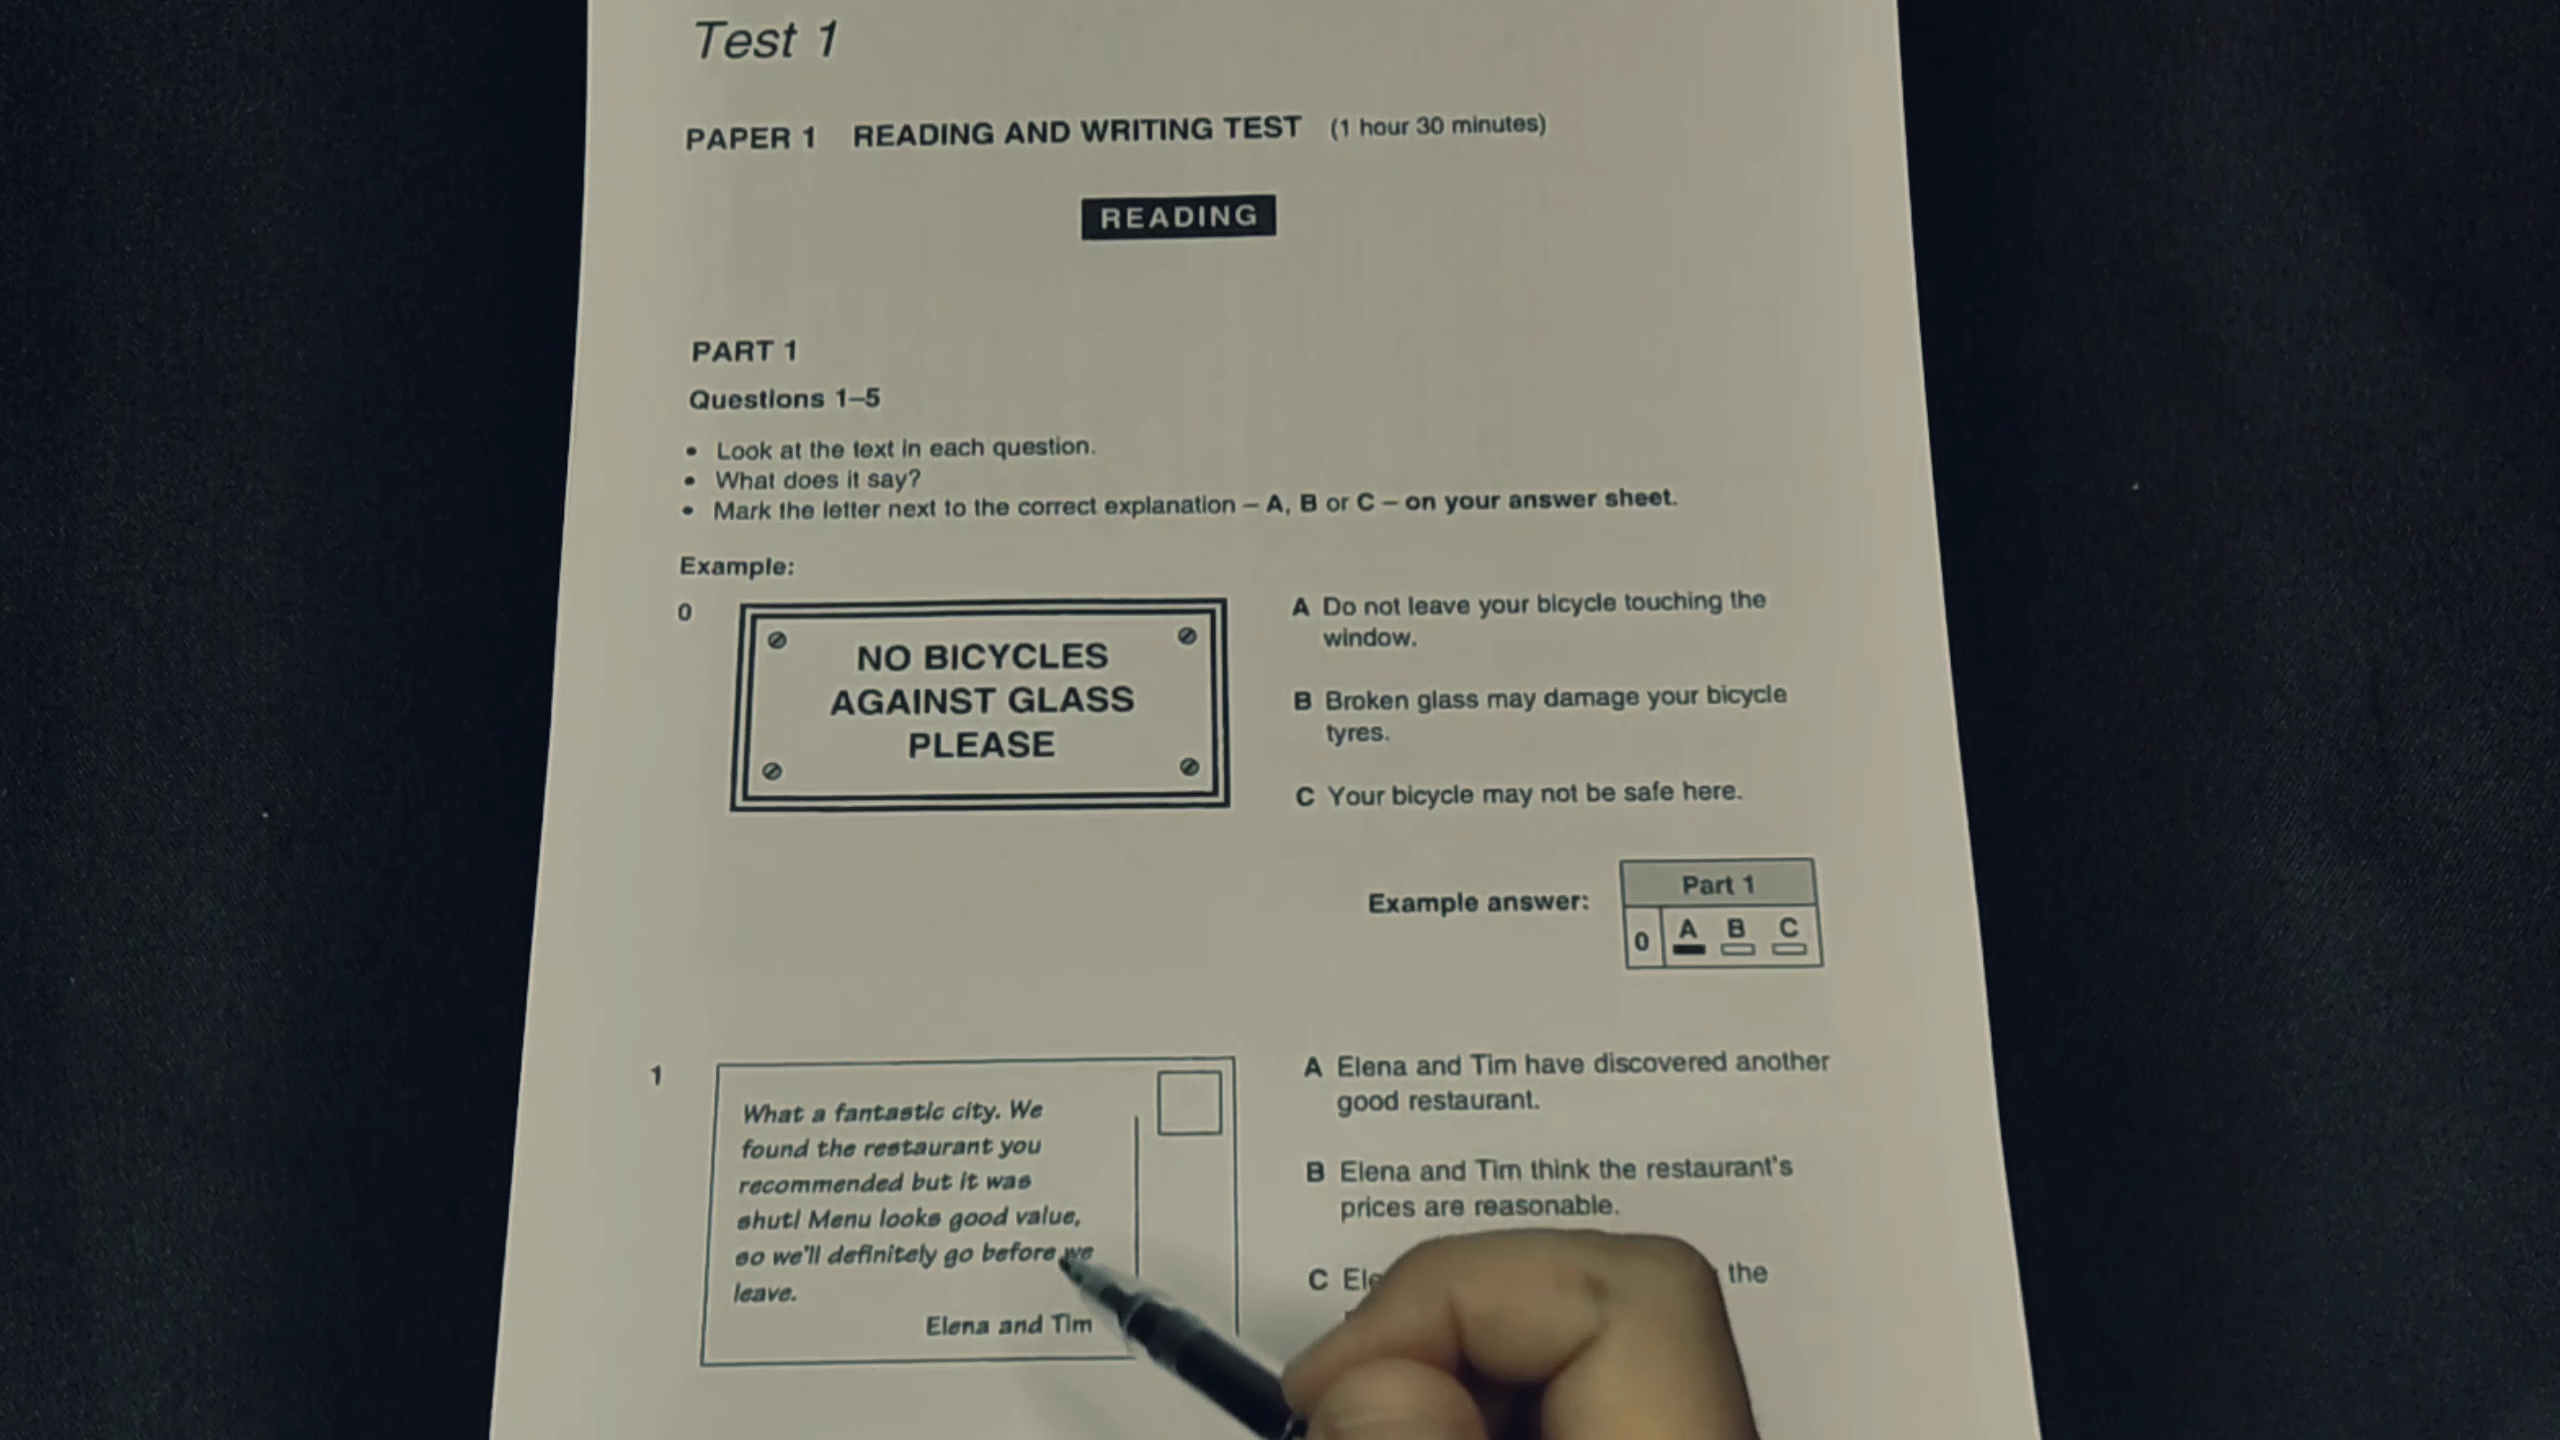 Test 1
PAPER 1 READING AND WRITING TEST (1 hour 30 minutes)
READING
PART 1
Questions 1–5
• Look at the text in each question.
• What does it say?
• Mark the letter next to the correct explanation – A, B or C – on your answer sheet.
Example:
0
NO BICYCLES
AGAINST GLASS
PLEASE
A Do not leave your bicycle touching the
window.
B Broken glass may damage your bicycle
tyres.
C Your bicycle may not be safe here.
Example answer:
Part 1
0 A B C
1
What a fantastic city. We
found the restaurant you
recommended but it was
shut! Menu looks good value,
so we'll definitely go before we
leave.
Elena and Tim
A Elena and Tim have discovered another
good restaurant.
B Elena and Tim think the restaurant's
prices are reasonable.
C the